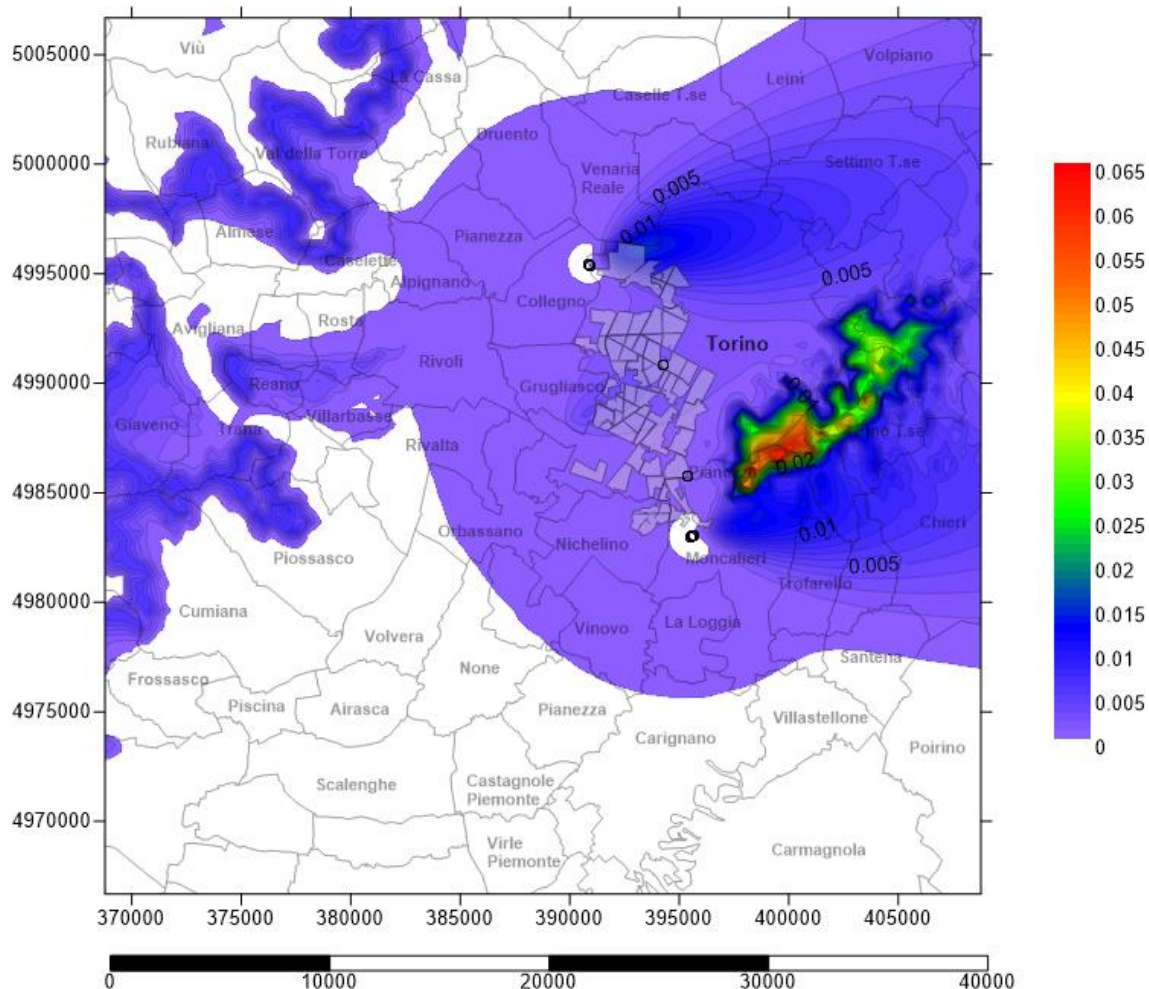 5005000
5000000
4995000
4990000
4985000
4980000
4975000
4970000
Viù
La Cassa
Volpiano
Leinì
Caselle T.se
Druento
Rubiana
Val della Torre
Venaria
Reale
Settimo T.se
0.005
0.01
Almese
Pianezza
Caselette
Alpignano
0.005
Collegno
Avigliana
Rosta
Torino
Rivoli
Reano
Grugliasco
Giaveno
Trana
Villarbasse
Rivalta
0.02
Orbassano
Nichelino
Moncalieri
0.01
Chieri
0.005
Piossasco
Trofarello
Cumiana
Volvera
Vinovo
La Loggia
None
Santena
Frossasco
Piscina
Airasca
Pianezza
Villastellone
Carignano
Poirino
Scalenghe
Castagnole
Piemonte
Virle
Piemonte
Carmagnola
370000 375000 380000 385000 390000 395000 400000 405000
0 10000 20000 30000 40000
0.065
0.06
0.055
0.05
0.045
0.04
0.035
0.03
0.025
0.02
0.015
0.01
0.005
0